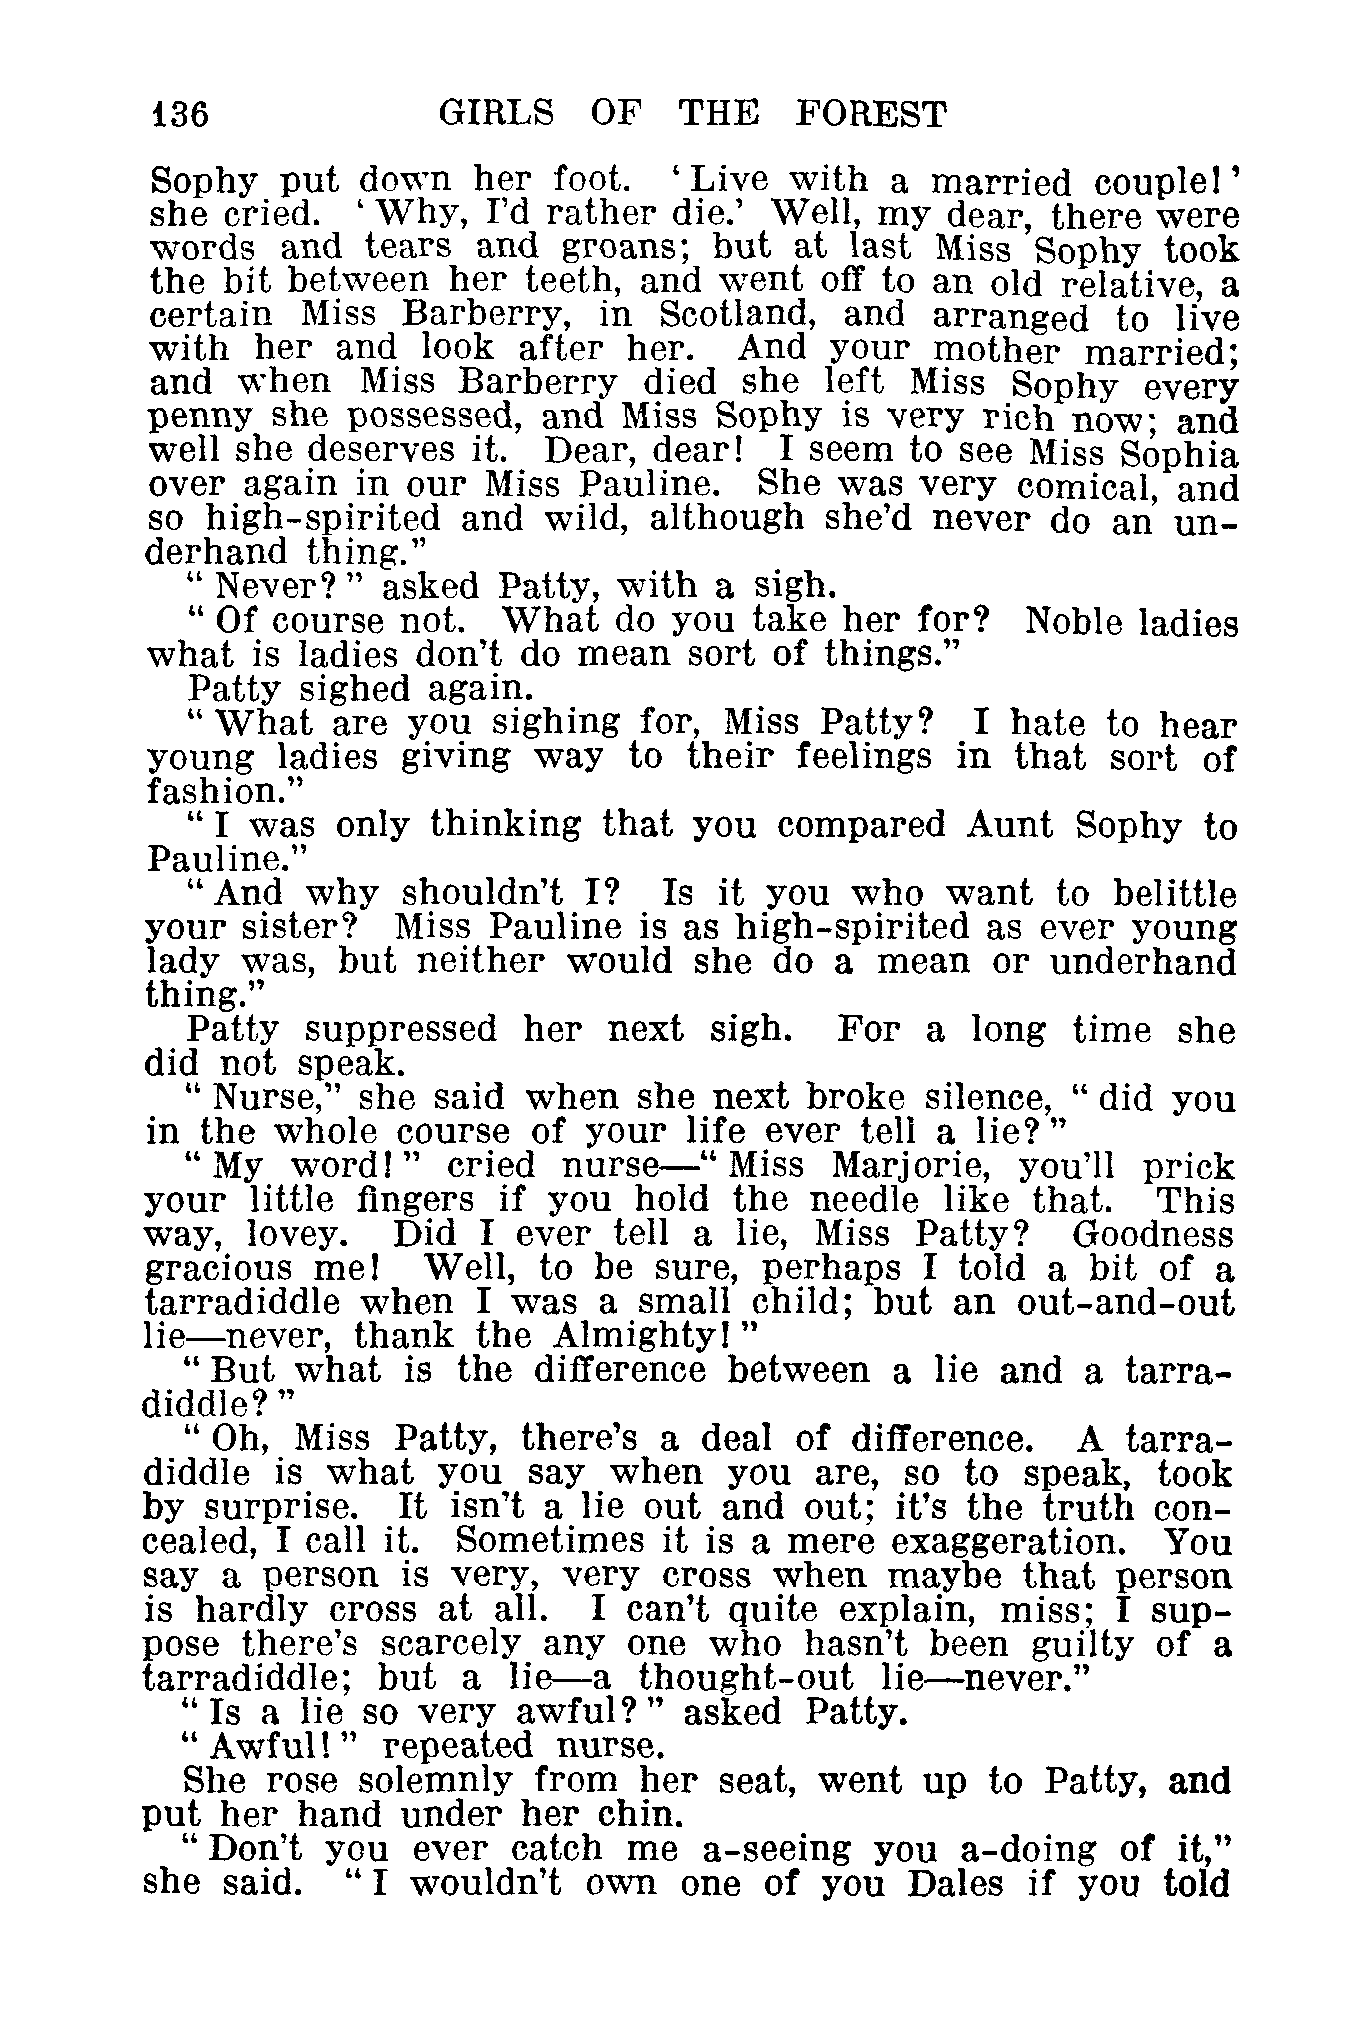 136 GIRLS OF THE FOREST
Sophy put down her foot. ‘Live with a married couple!’
she cried. ‘Why, I’d rather die.’ Well, my dear, there were
words and tears and groans; but at last Miss Sophy took
the bit between her teeth, and went off to an old relative, a
certain Miss Barberry, in Scotland, and arranged to live
with her and look after her. And your mother married;
and when Miss Barberry died she left Miss Sophy every
penny she possessed, and Miss Sophy is very rich now; and
well she deserves it. Dear, dear! I seem to see Miss Sophia
over again in our Miss Pauline. She was very comical, and
so high-spirited and wild, although she’d never do an un-
derhand thing.”
“Never?” asked Patty, with a sigh.
“Of course not. What do you take her for? Noble ladies
what is ladies don’t do mean sort of things.”
Patty sighed again.
“What are you sighing for, Miss Patty? I hate to hear
young ladies giving way to their feelings in that sort of
fashion.”
“I was only thinking that you compared Aunt Sophy to
Pauline.”
“And why shouldn’t I? Is it you who want to belittle
your sister? Miss Pauline is as high-spirited as ever young
lady was, but neither would she do a mean or underhand
thing.”
Patty suppressed her next sigh. For a long time she
did not speak.
“Nurse,” she said when she next broke silence, “did you
in the whole course of your life ever tell a lie?”
“My word!” cried nurse—“Miss Marjorie, you’ll prick
your little fingers if you hold the needle like that. This
way, lovey. Did I ever tell a lie, Miss Patty? Goodness
gracious me! Well, to be sure, perhaps I told a bit of a
tarradiddle when I was a small child; but an out-and-out
lie—never, thank the Almighty!”
“But what is the difference between a lie and a tarra-
diddle?”
“Oh, Miss Patty, there’s a deal of difference. A tarra-
diddle is what you say when you are, so to speak, took
by surprise. It isn’t a lie out and out; it’s the truth con-
cealed, I call it. Sometimes it is a mere exaggeration. You
say a person is very, very cross when maybe that person
is hardly cross at all. I can’t quite explain, miss; I sup-
pose there’s scarcely any one who hasn’t been guilty of a
tarradiddle; but a lie—a thought-out lie—never.”
“Is a lie so very awful?” asked Patty.
“Awful!” repeated nurse.
She rose solemnly from her seat, went up to Patty, and
put her hand under her chin.
“Don’t you ever catch me a-seeing you a-doing of it,”
she said. “I wouldn’t own one of you Dales if you told